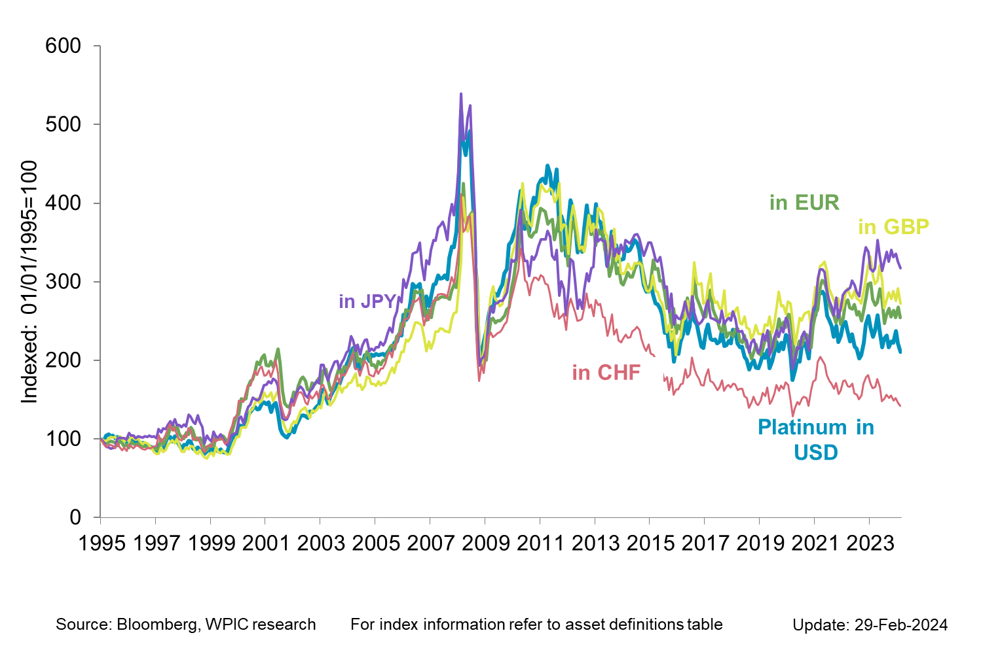 600
500
400
300
200
100
0
Indexed: 01/01/1995=100
in EUR
in GBP
in JPY
in CHF
Platinum in
USD
1995 1997 1999 2001 2003 2005 2007 2009 2011 2013 2015 2017 2019 2021 2023
Source: Bloomberg, WPIC research For index information refer to asset definitions table Update: 29-Feb-2024